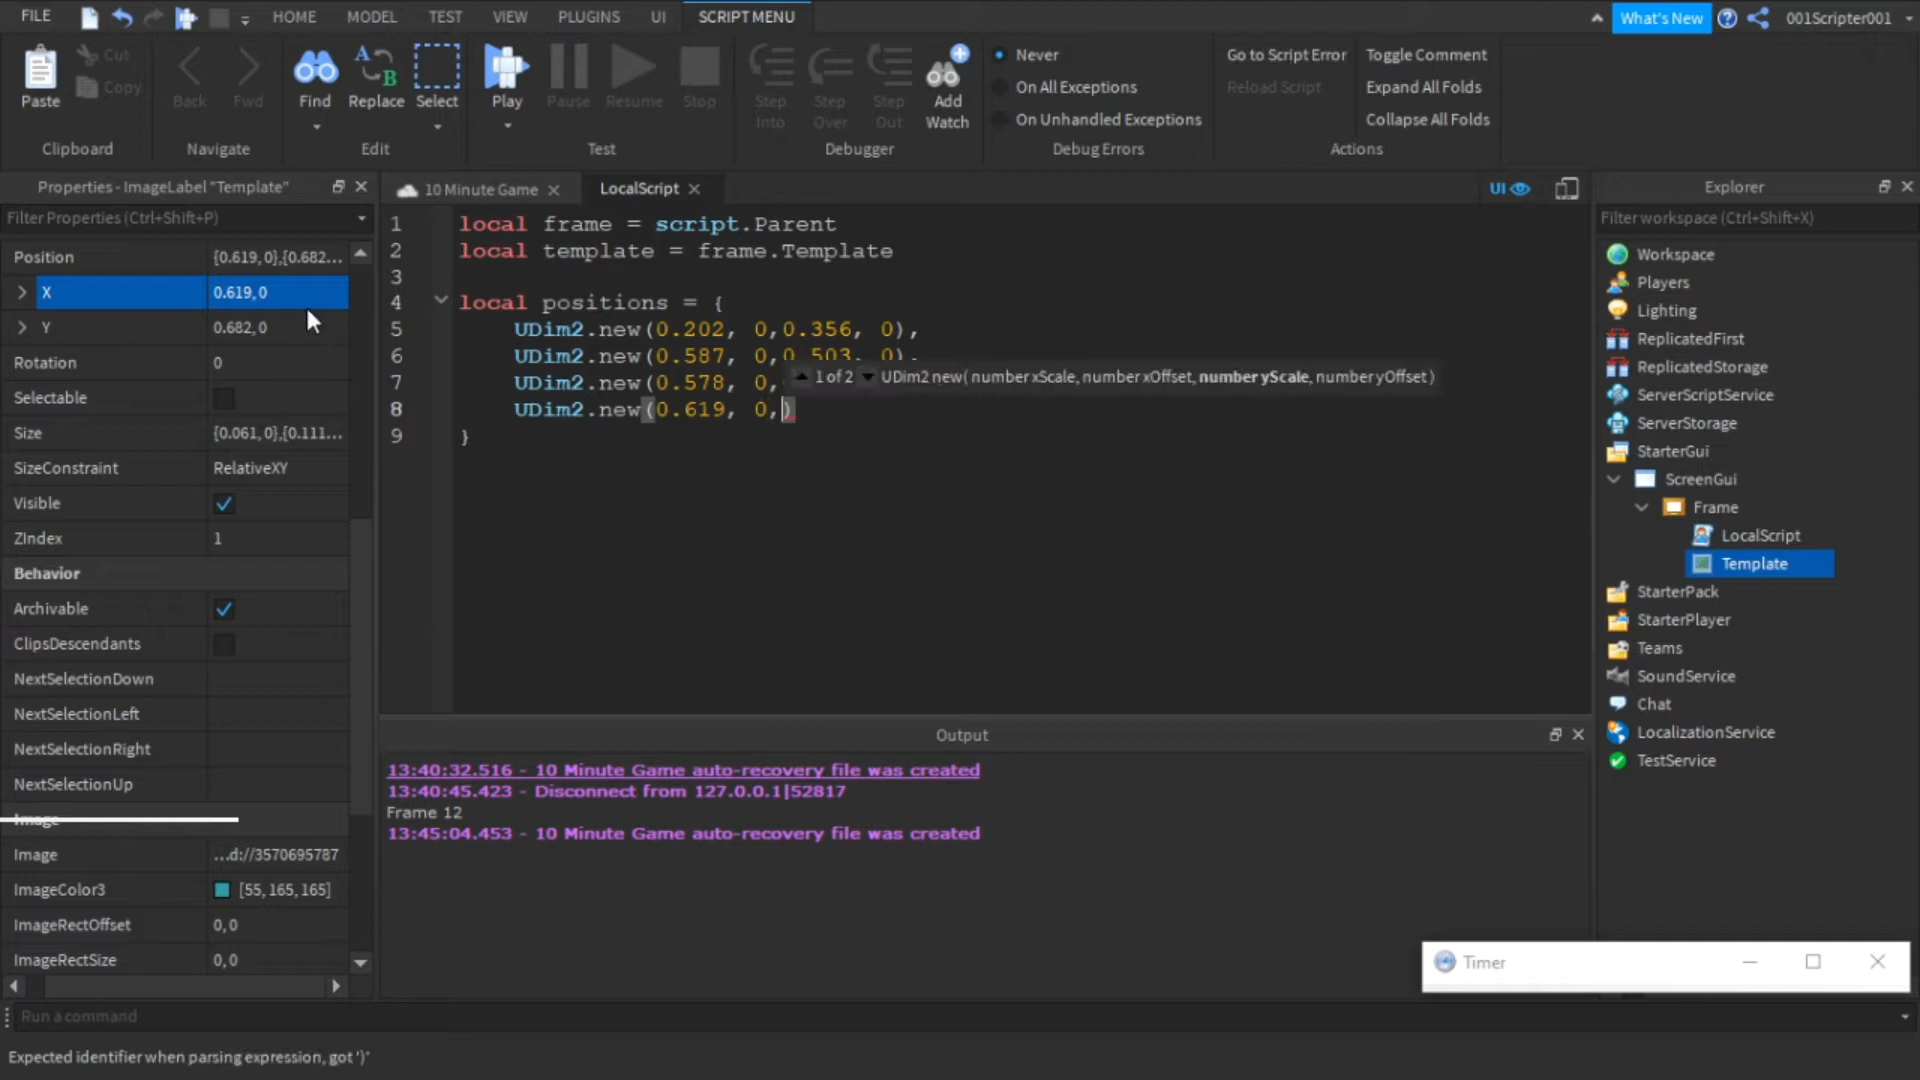 FILE HOME MODEL TEST VIEW PLUGINS UI SCRIPT MENU What's New 001Scripter001
Paste Cut Copy Back Fwd Find Replace Select Play Pause Resume Stop Step Into Step Over Step Out Add Watch
Never
On All Exceptions
On Unhandled Exceptions
Go to Script Error
Reload Script
Toggle Comment
Expand All Folds
Collapse All Folds
Clipboard Navigate Edit Test Debugger Debug Errors Actions
Properties - ImageLabel "Template"
Filter Properties (Ctrl+Shift+P)
Position {0.619, 0},{0.682...
X 0.619, 0
Y 0.682, 0
Rotation 0
Selectable
Size {0.061, 0},{0.111...
SizeConstraint RelativeXY
Visible
ZIndex 1
Behavior
Archivable
ClipsDescendants
NextSelectionDown
NextSelectionLeft
NextSelectionRight
NextSelectionUp
Image
Image ...d://3570695787
ImageColor3 [55, 165, 165]
ImageRectOffset 0, 0
ImageRectSize 0, 0
10 Minute Game LocalScript UI
1 local frame = script.Parent
2 local template = frame.Template
3
4 local positions = {
5 UDim2.new(0.202, 0,0.356, 0),
6 UDim2.new(0.587, 0,0.503, 0),
7 UDim2.new(0.578, 0,
1 of 2 UDim2 new( number xScale, number xOffset, number yScale, number yOffset )
8 UDim2.new(0.619, 0,)
9 }
Output
13:40:32.516 - 10 Minute Game auto-recovery file was created
13:40:45.423 - Disconnect from 127.0.0.1|52817
Frame 12
13:45:04.453 - 10 Minute Game auto-recovery file was created
Explorer
Filter workspace (Ctrl+Shift+X)
Workspace
Players
Lighting
ReplicatedFirst
ReplicatedStorage
ServerScriptService
ServerStorage
StarterGui
ScreenGui
Frame
LocalScript
Template
StarterPack
StarterPlayer
Teams
SoundService
Chat
LocalizationService
TestService
Timer
Run a command
Expected identifier when parsing expression, got ')'